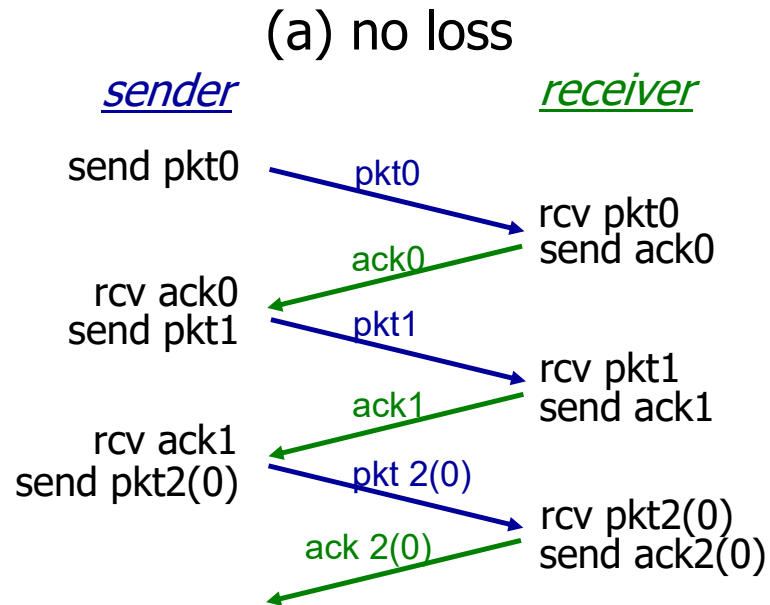 (a) no loss
sender
receiver
send pkt0
pkt0
rcv pkt0
send ack0
ack0
rcv ack0
send pkt1
pkt1
rcv pkt1
send ack1
ack1
rcv ack1
send pkt2(0)
pkt 2(0)
rcv pkt2(0)
send ack2(0)
ack 2(0)